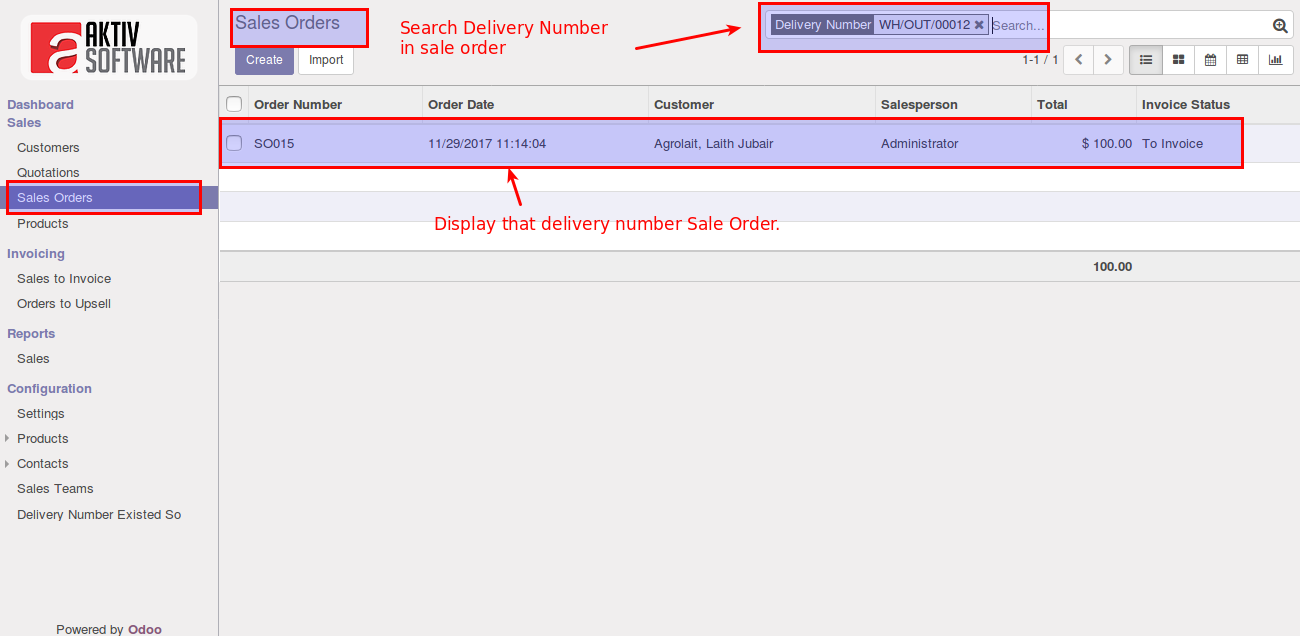 AKTIV
SOFTWARE
Dashboard
Sales
Customers
Quotations
Sales Orders
Products
Invoicing
Sales to Invoice
Orders to Upsell
Reports
Sales
Configuration
Settings
Products
Contacts
Sales Teams
Delivery Number Existed So
Powered by Odoo
Sales Orders
Search Delivery Number
in sale order
Delivery Number WH/OUT/00012 Search...
Create Import
1-1 / 1
Order Number Order Date Customer Salesperson Total Invoice Status
SO015 11/29/2017 11:14:04 Agrolait, Laith Jubair Administrator $ 100.00 To Invoice
Display that delivery number Sale Order.
100.00